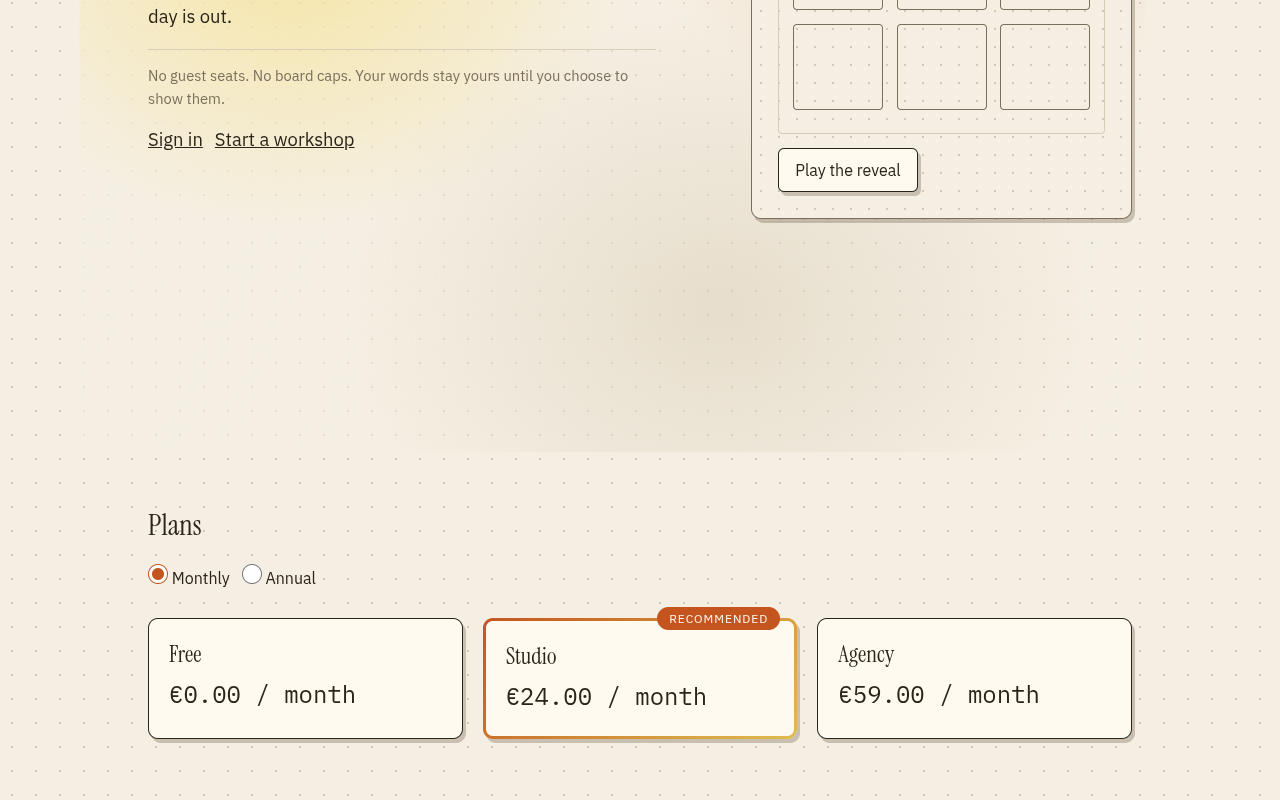 day is out.
No guest seats. No board caps. Your words stay yours until you choose to
show them.
Sign in Start a workshop
Play the reveal
Plans
Monthly Annual
RECOMMENDED
Free
€0.00 / month
Studio
€24.00 / month
Agency
€59.00 / month